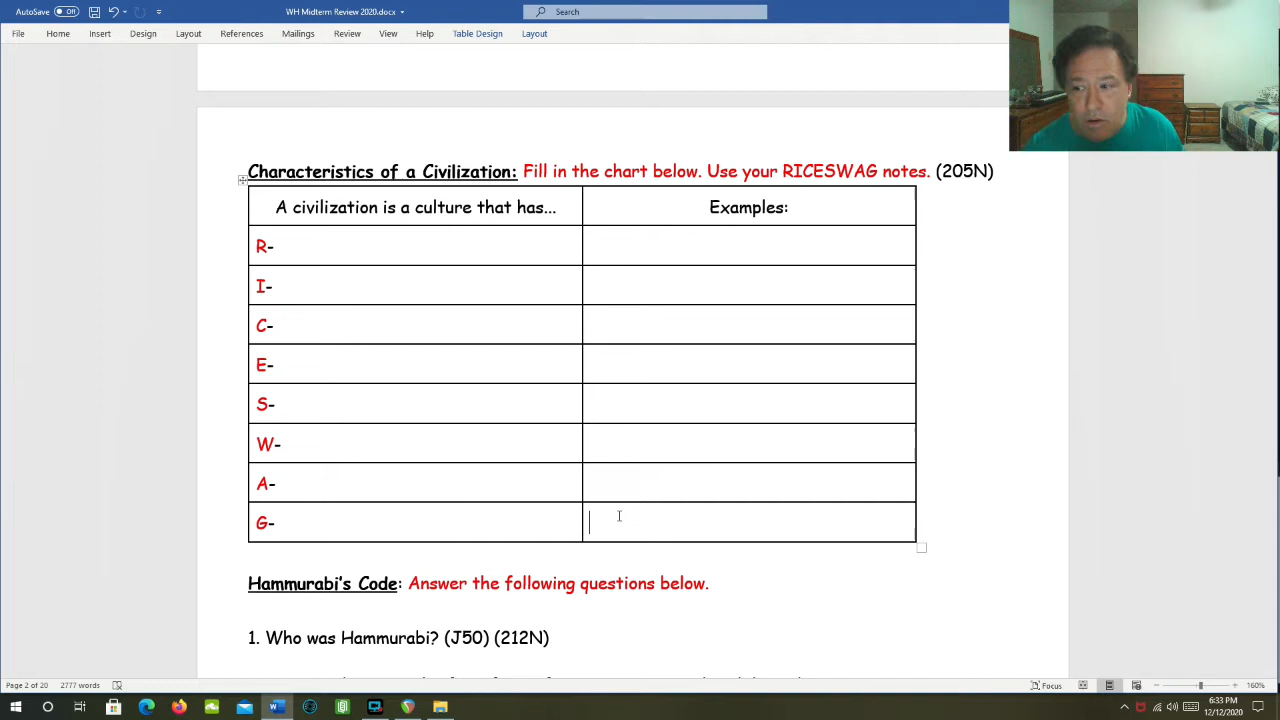 AutoSave Off WH Midterm Review 2020.docx Search
File Home Insert Design Layout References Mailings Review View Help Table Design Layout
Characteristics of a Civilization: Fill in the chart below. Use your RICESWAG notes. (205N)
A civilization is a culture that has... Examples:
R-
I-
C-
E-
S-
W-
A-
G-
Hammurabi's Code: Answer the following questions below.
1. Who was Hammurabi? (J50) (212N)
Page 2 of 20 2777 words Focus 160%
6:33 PM
12/12/2020